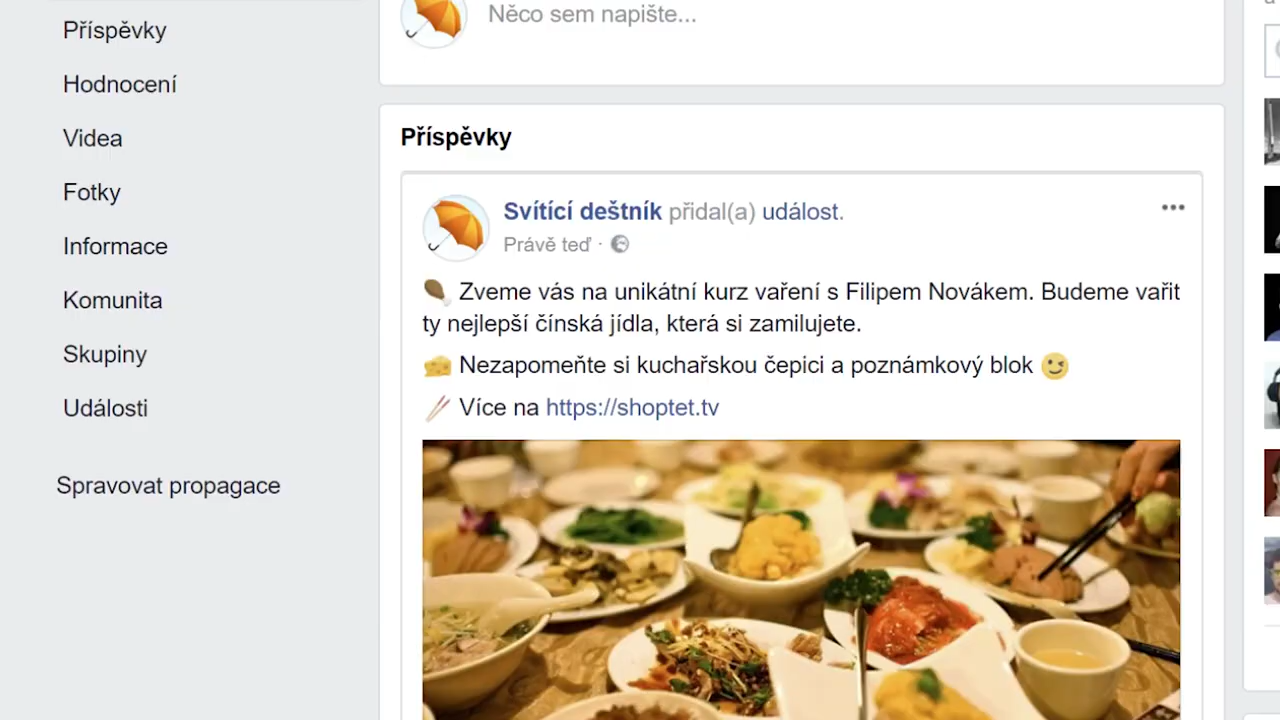 Příspěvky
Hodnocení
Videa
Fotky
Informace
Komunita
Skupiny
Události
Spravovat propagace
Něco sem napište...
Příspěvky
Svítící deštník přidal(a) událost.
Právě teď ·
Zveme vás na unikátní kurz vaření s Filipem Novákem. Budeme vařit
ty nejlepší čínská jídla, která si zamilujete.
Nezapomeňte si kuchařskou čepici a poznámkový blok 😉
Více na https://shoptet.tv